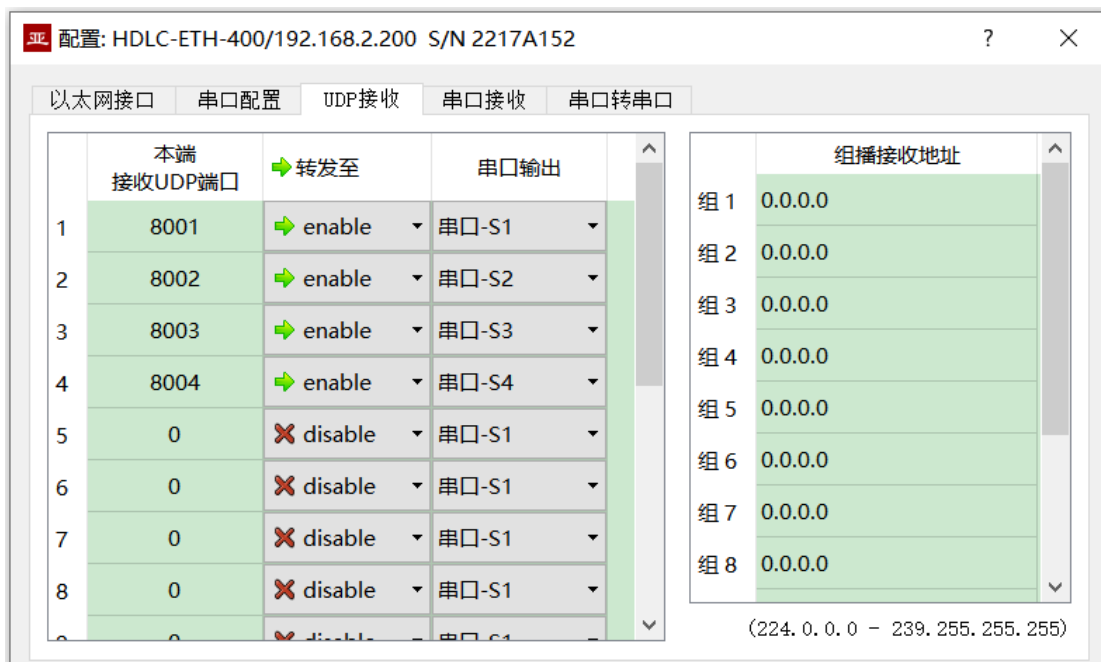 亚 配置: HDLC-ETH-400/192.168.2.200 S/N 2217A152 ?
以太网接口 串口配置 UDP接收 串口接收 串口转串口
本端
接收UDP端口 转发至 串口输出
1 8001 enable 串口-S1
2 8002 enable 串口-S2
3 8003 enable 串口-S3
4 8004 enable 串口-S4
5 0 disable 串口-S1
6 0 disable 串口-S1
7 0 disable 串口-S1
8 0 disable 串口-S1
组播接收地址
组 1 0.0.0.0
组 2 0.0.0.0
组 3 0.0.0.0
组 4 0.0.0.0
组 5 0.0.0.0
组 6 0.0.0.0
组 7 0.0.0.0
组 8 0.0.0.0
(224.0.0.0 - 239.255.255.255)